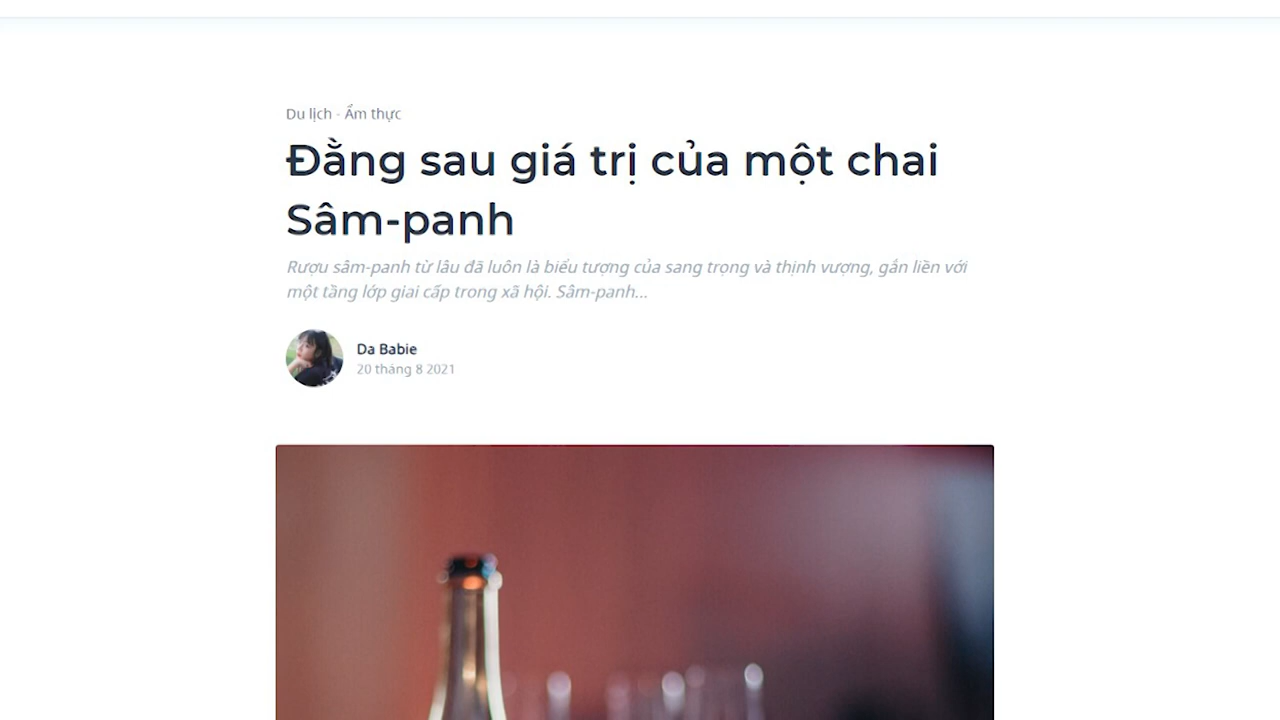 Du lịch - Ẩm thực
Đằng sau giá trị của một chai
Sâm-panh
Rượu sâm-panh từ lâu đã luôn là biểu tượng của sang trọng và thịnh vượng, gắn liền với
một tầng lớp giai cấp trong xã hội. Sâm-panh...
Da Babie
20 tháng 8 2021